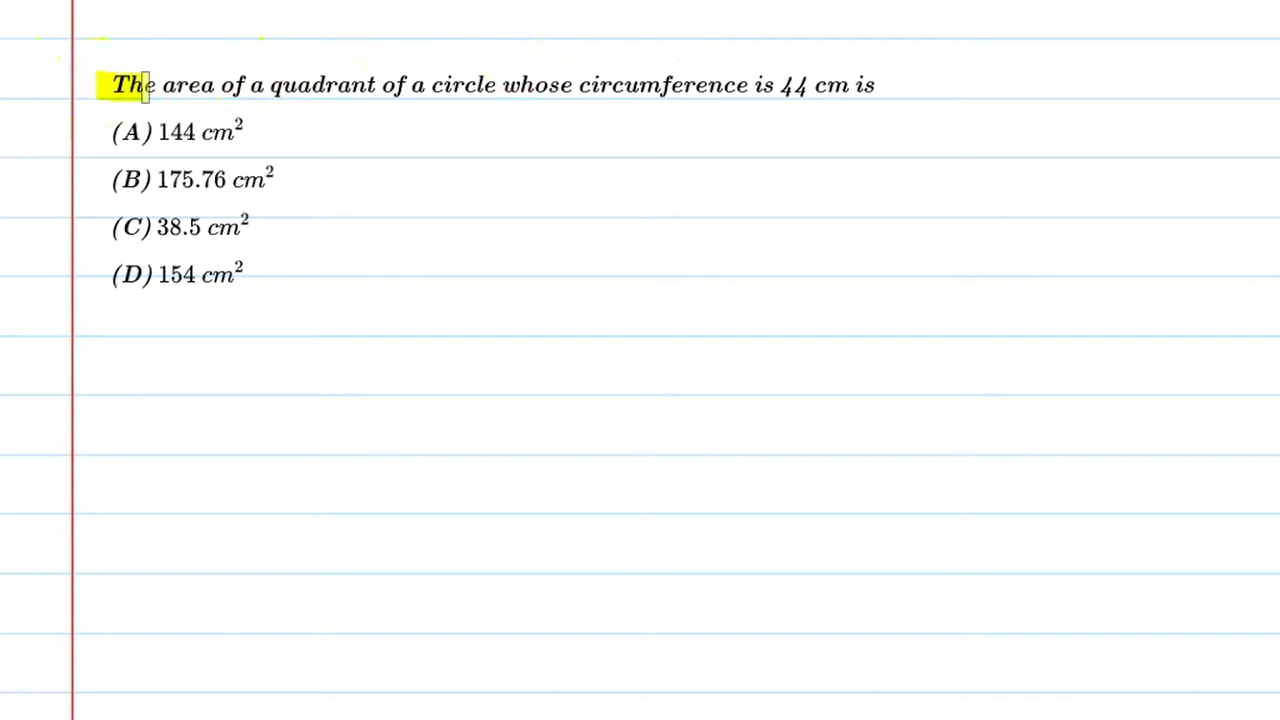 The area of a quadrant of a circle whose circumference is 44 cm is
(A) 144 cm²
(B) 175.76 cm²
(C) 38.5 cm²
(D) 154 cm²